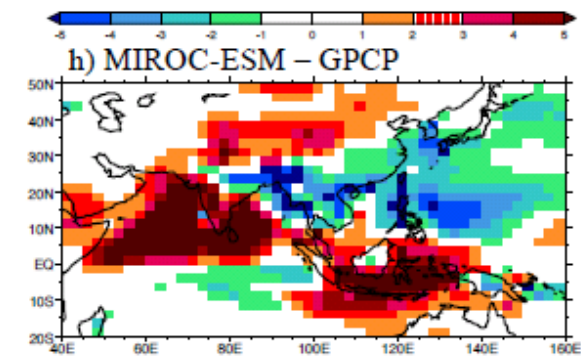 -5 -4 -3 -2 -1 0 1 2 3 4 5
h) MIROC-ESM – GPCP
50N
40N
30N
20N
10N
EQ
10S
20S
40E 60E 80E 100E 120E 140E 160E